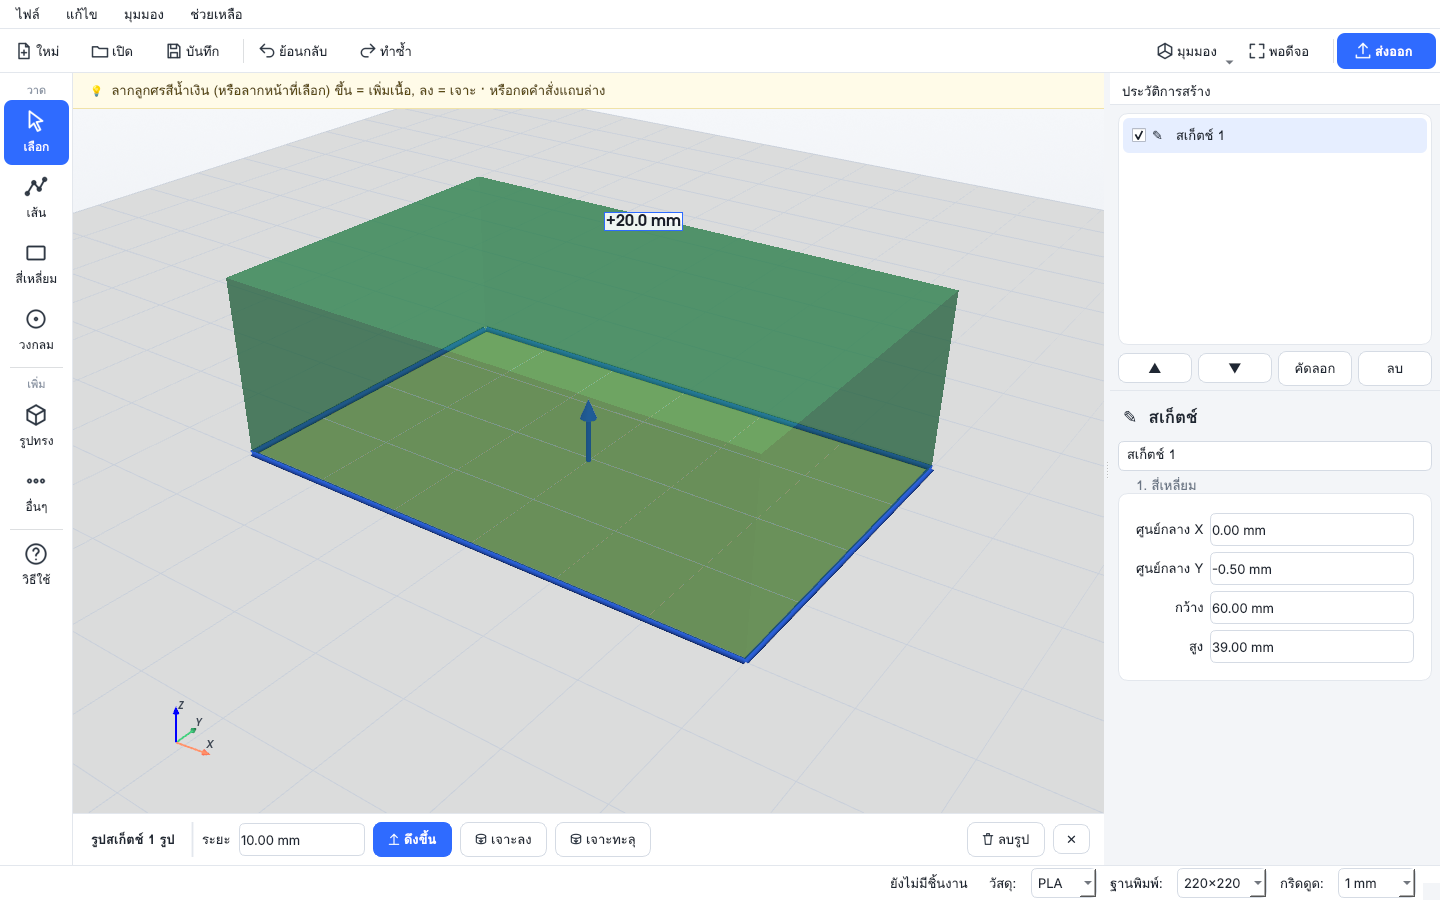 ไฟล์ แก้ไข มุมมอง ช่วยเหลือ
ใหม่ เปิด บันทึก ย้อนกลับ ทำซ้ำ มุมมอง พอดีจอ ส่งออก
วาด
เลือก
เส้น
สี่เหลี่ยม
วงกลม
เพิ่ม
รูปทรง
อื่นๆ
วิธีใช้
ลากลูกศรสีน้ำเงิน (หรือลากหน้าที่เลือก) ขึ้น = เพิ่มเนื้อ, ลง = เจาะ · หรือกดคำสั่งแถบล่าง
+20.0 mm
Z
Y
X
ประวัติการสร้าง
สเก็ตช์ 1
▲ ▼ คัดลอก ลบ
สเก็ตช์
สเก็ตช์ 1
1. สี่เหลี่ยม
ศูนย์กลาง X 0.00 mm
ศูนย์กลาง Y -0.50 mm
กว้าง 60.00 mm
สูง 39.00 mm
รูปสเก็ตช์ 1 รูป ระยะ 10.00 mm ดึงขึ้น เจาะลง เจาะทะลุ ลบรูป ✕
ยังไม่มีชิ้นงาน วัสดุ: PLA ฐานพิมพ์: 220×220 กริดดูด: 1 mm